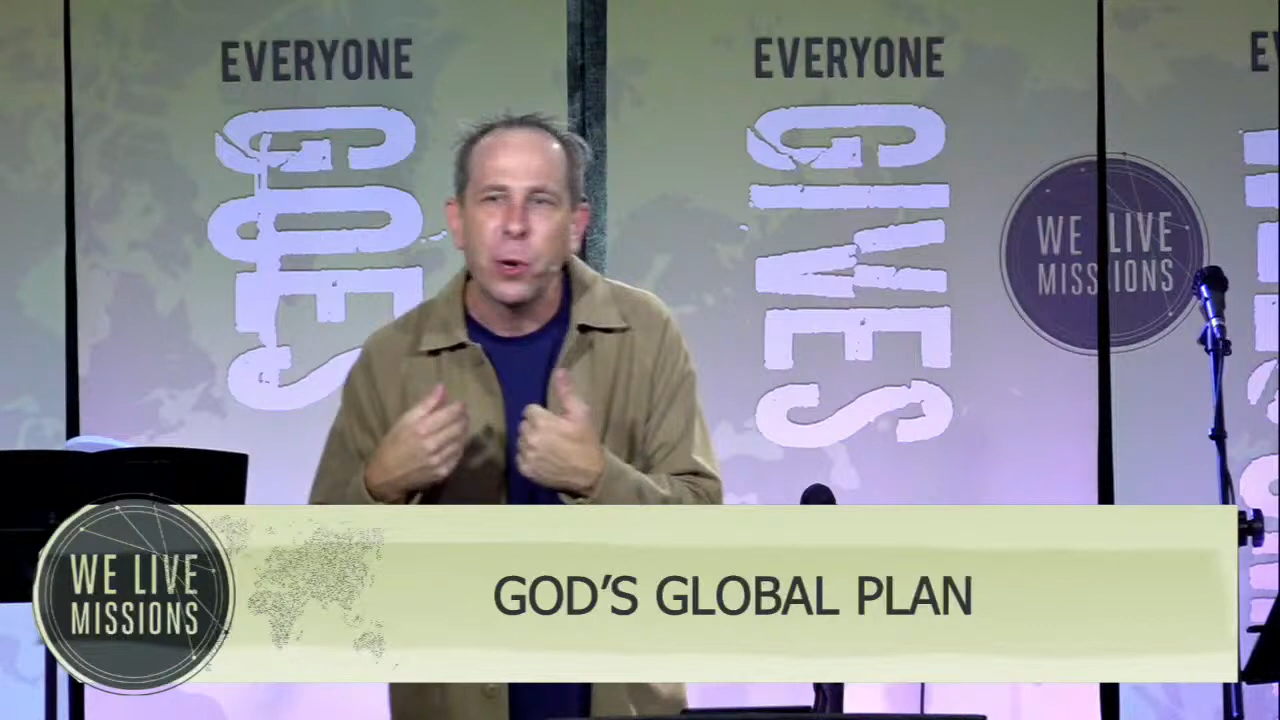 EVERYONE
GOES
EVERYONE
GIVES
WE LIVE
MISSIONS
WE LIVE
MISSIONS
GOD'S GLOBAL PLAN